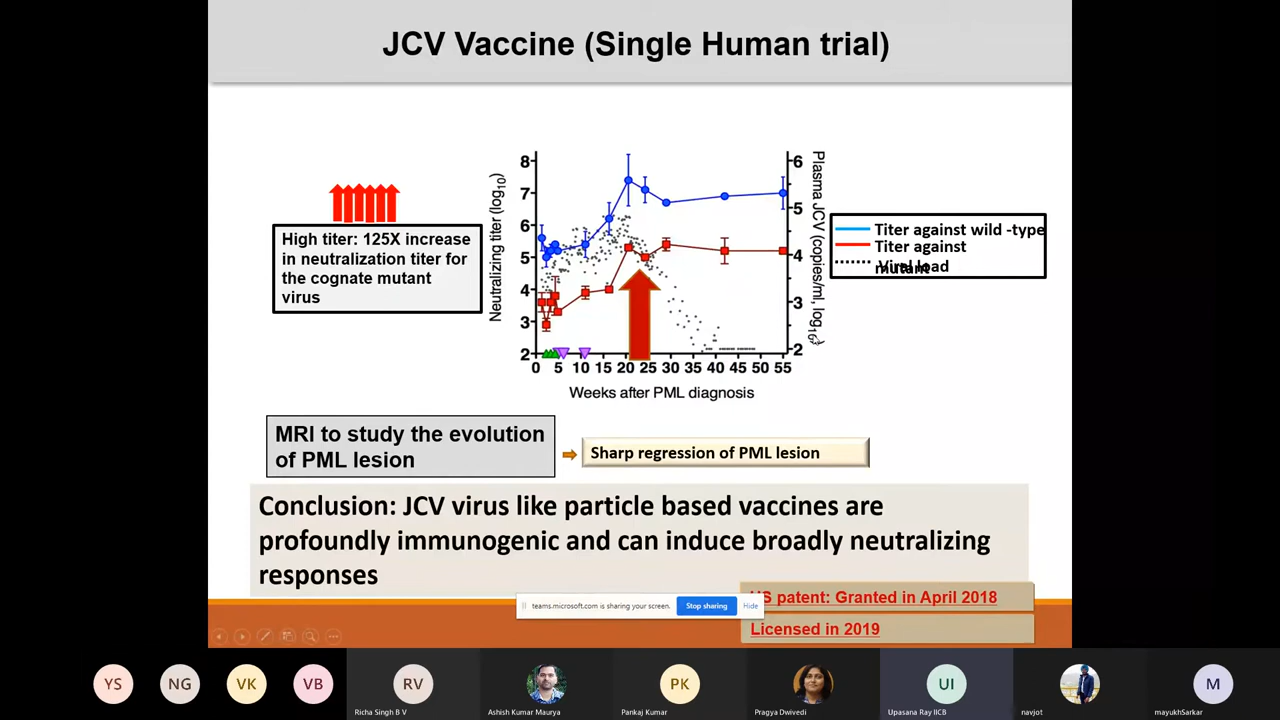 JCV Vaccine (Single Human trial)
High titer: 125X increase
in neutralization titer for
the cognate mutant
virus
Neutralizing titer (log10)
8
7
6
5
4
3
2
0 5 10 15 20 25 30 35 40 45 50 55
Weeks after PML diagnosis
6
5
4
3
2
Plasma JCV (copies/ml, log10)
Titer against wild -type
Titer against
mutant
Viral load
MRI to study the evolution
of PML lesion
Sharp regression of PML lesion
Conclusion: JCV virus like particle based vaccines are
profoundly immunogenic and can induce broadly neutralizing
responses
teams.microsoft.com is sharing your screen.
Stop sharing
Hide
S patent: Granted in April 2018
Licensed in 2019
YS
NG
VK
VB
RV
PK
UI
M
Richa Singh B V
Ashish Kumar Maurya
Pankaj Kumar
Pragya Dwivedi
Upasana Ray IICB
navjot
mayukhSarkar